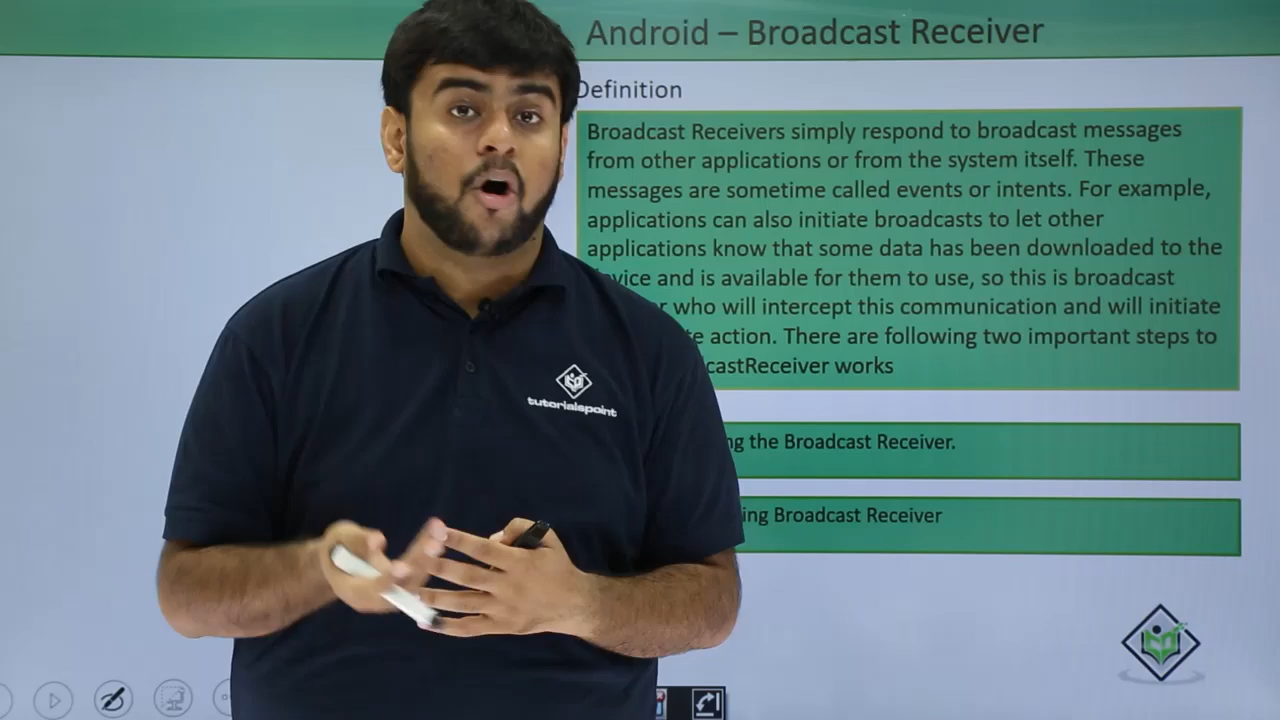 Android – Broadcast Receiver
Definition
Broadcast Receivers simply respond to broadcast messages
from other applications or from the system itself. These
messages are sometime called events or intents. For example,
applications can also initiate broadcasts to let other
applications know that some data has been downloaded to the
and is available for them to use, so this is broadcast
who will intercept this communication and will initiate
action. There are following two important steps to
castReceiver works
tutorialspoint
the Broadcast Receiver.
Broadcast Receiver